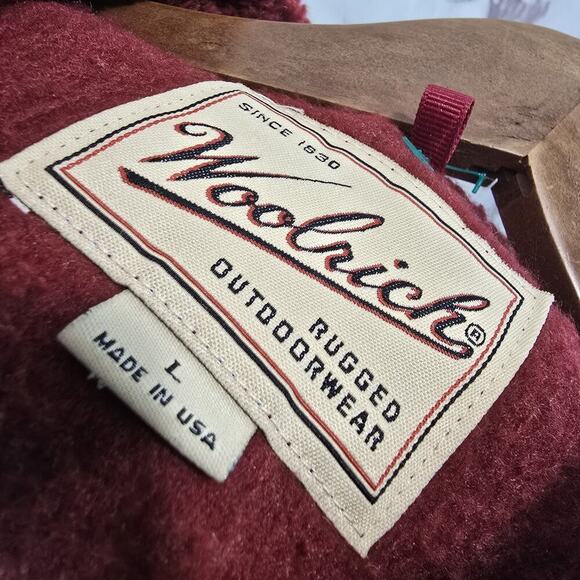 SINCE 1830
Woolrich®
RUGGED
OUTDOORWEAR
L
MADE IN USA